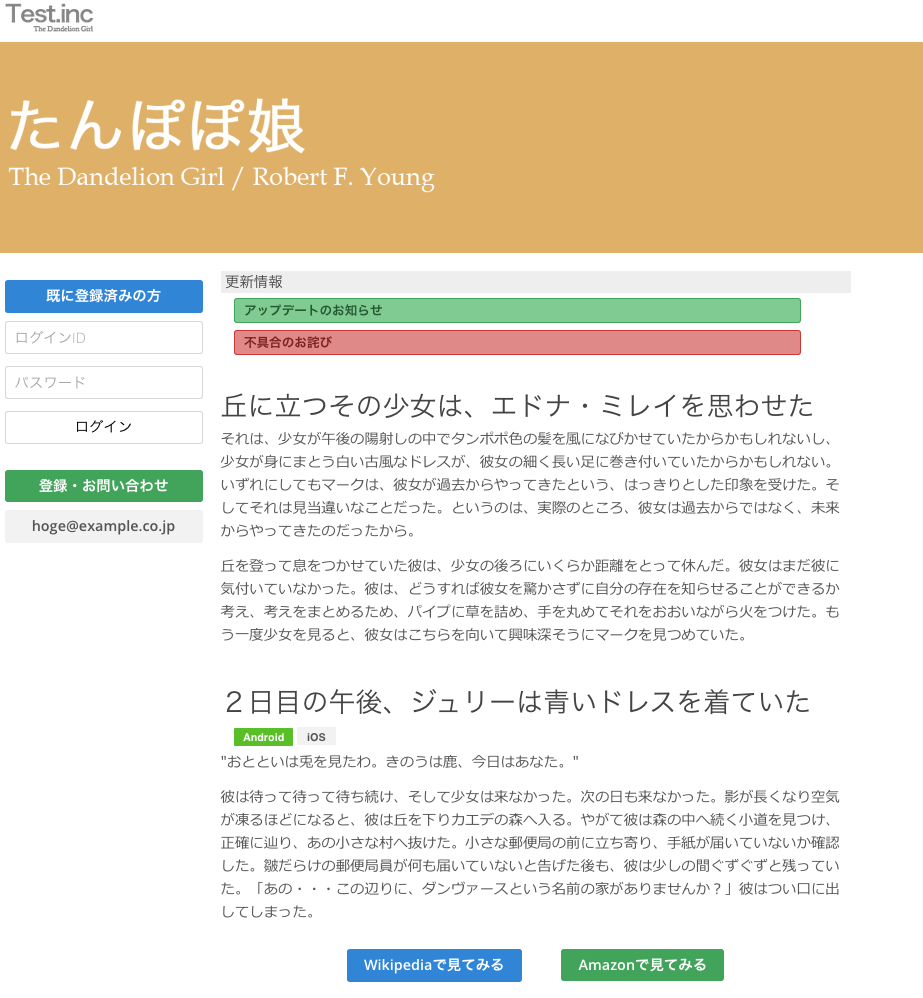 Test.inc
The Dandelion Girl
たんぽぽ娘
The Dandelion Girl / Robert F. Young
既に登録済みの方
ログインID
パスワード
ログイン
登録・お問い合わせ
hoge@example.co.jp
更新情報
アップデートのお知らせ
不具合のお詫び
丘に立つその少女は、エドナ・ミレイを思わせた
それは、少女が午後の陽射しの中でタンポポ色の髪を風になびかせていたからかもしれないし、
少女が身にまとう白い古風なドレスが、彼女の細く長い足に巻き付いていたからかもしれない。
いずれにしてもマークは、彼女が過去からやってきたという、はっきりとした印象を受けた。そ
してそれは見当違いなことだった。というのは、実際のところ、彼女は過去からではなく、未来
からやってきたのだったから。
丘を登って息をつかせていた彼は、少女の後ろにいくらか距離をとって休んだ。彼女はまだ彼に
気付いていなかった。彼は、どうすれば彼女を驚かさずに自分の存在を知らせることができるか
考え、考えをまとめるため、パイプに草を詰め、手を丸めてそれをおおいながら火をつけた。も
う一度少女を見ると、彼女はこちらを向いて興味深そうにマークを見つめていた。
２日目の午後、ジュリーは青いドレスを着ていた
Android iOS
"おとといは兎を見たわ。きのうは鹿、今日はあなた。"
彼は待って待って待ち続け、そして少女は来なかった。次の日も来なかった。影が長くなり空気
が凍るほどになると、彼は丘を下りカエデの森へ入る。やがて彼は森の中へ続く小道を見つけ、
正確に辿り、あの小さな村へ抜けた。小さな郵便局の前に立ち寄り、手紙が届いていないか確認
した。皺だらけの郵便局員が何も届いていないと告げた後も、彼は少しの間ぐずぐずと残ってい
た。「あの・・・この辺りに、ダンヴァースという名前の家がありませんか？」彼はつい口に出
してしまった。
Wikipediaで見てみる Amazonで見てみる